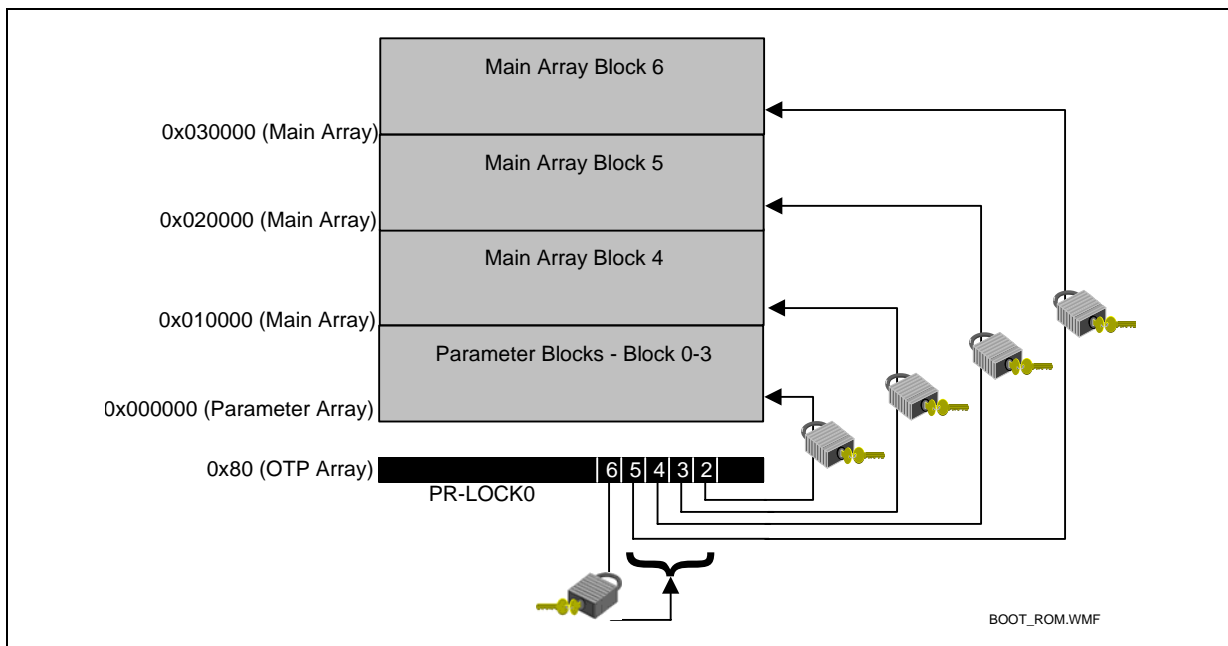 Main Array Block 6
0x030000 (Main Array)
Main Array Block 5
0x020000 (Main Array)
Main Array Block 4
0x010000 (Main Array)
Parameter Blocks - Block 0-3
0x000000 (Parameter Array)
0x80 (OTP Array)
6 5 4 3 2
PR-LOCK0
BOOT_ROM.WMF